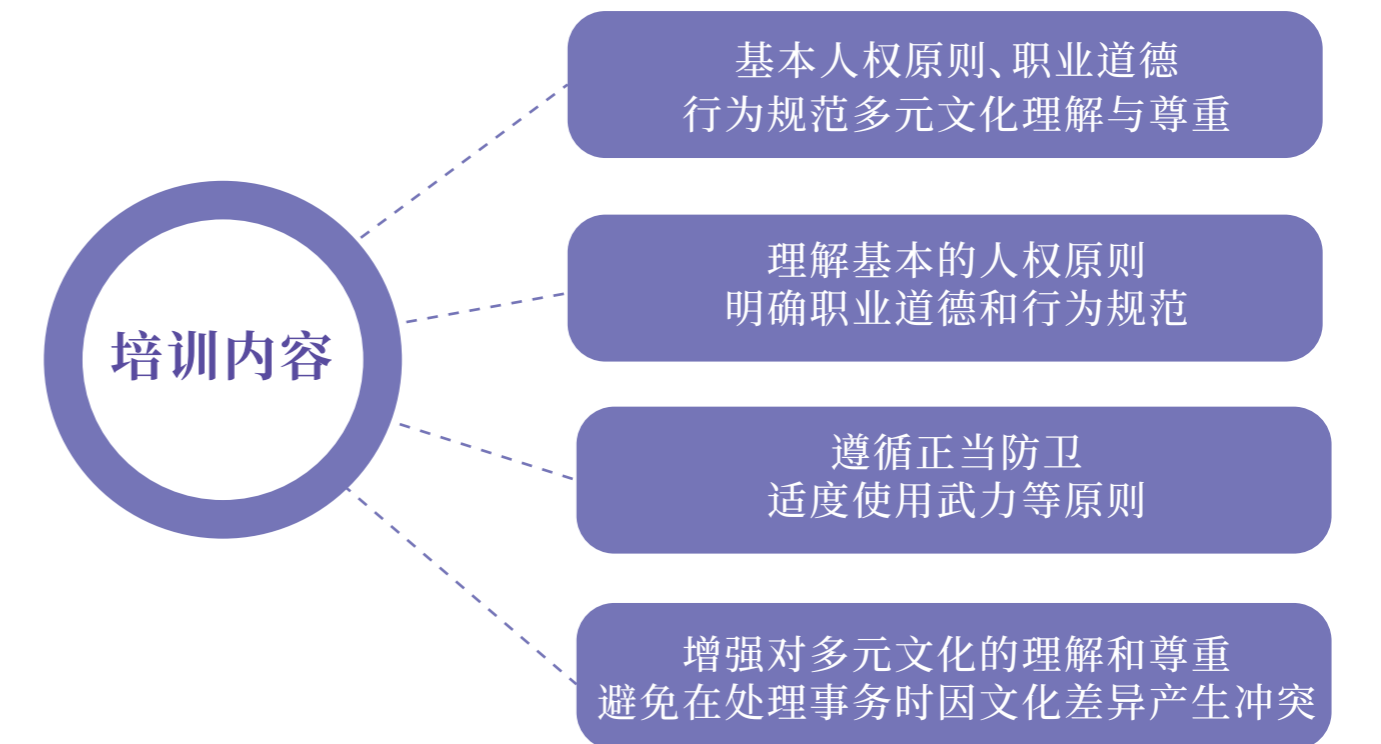 培训内容
基本人权原则、职业道德
行为规范多元文化理解与尊重
理解基本的人权原则
明确职业道德和行为规范
遵循正当防卫
适度使用武力等原则
增强对多元文化的理解和尊重
避免在处理事务时因文化差异产生冲突